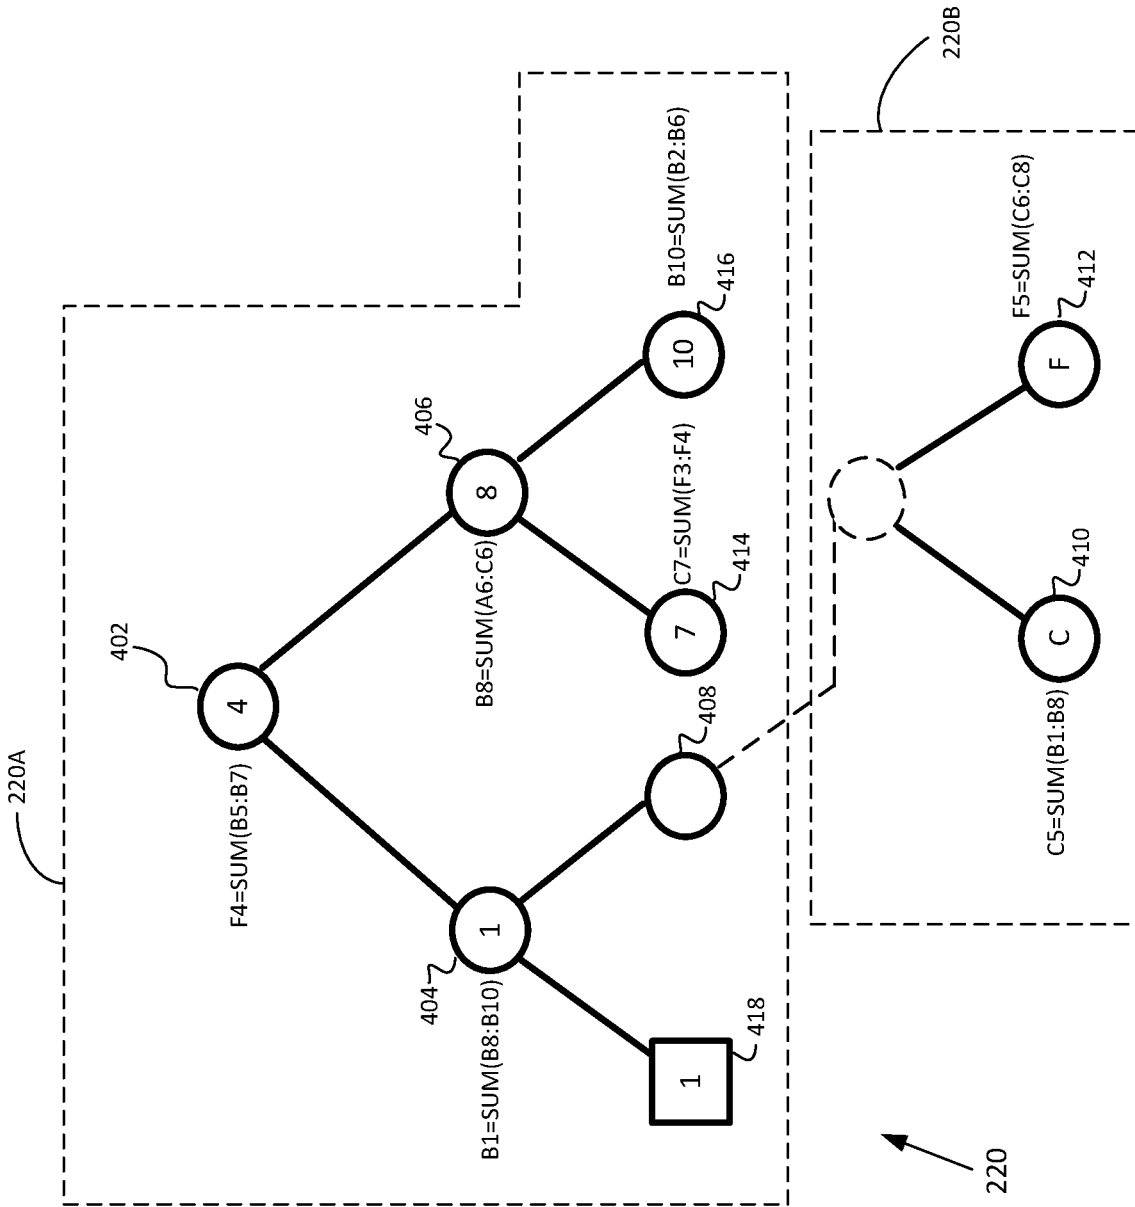 220A
402
4
F4=SUM(B5:B7)
406
8
B8=SUM(A6:C6)
404
1
B1=SUM(B8:B10)
B10=SUM(B2:B6)
416
10
C7=SUM(F3:F4)
414
7
408
1
418
220B
F5=SUM(C6:C8)
412
F
410
C
C5=SUM(B1:B8)
220